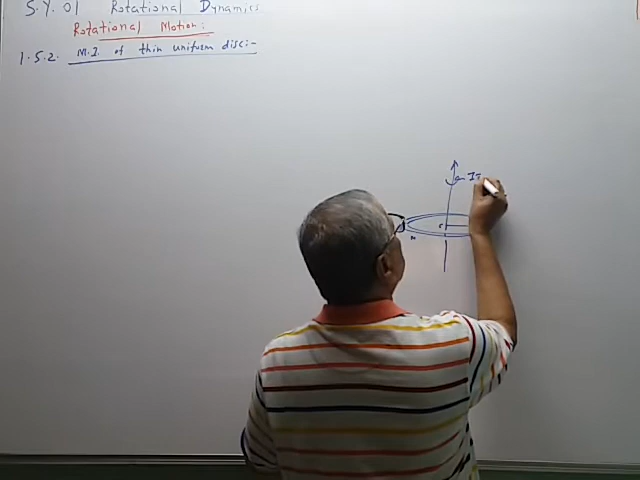 S.Y. 01 Rotational Dynamics
Rotational Motion:
1.5.2. M.I. of thin uniform disc:-